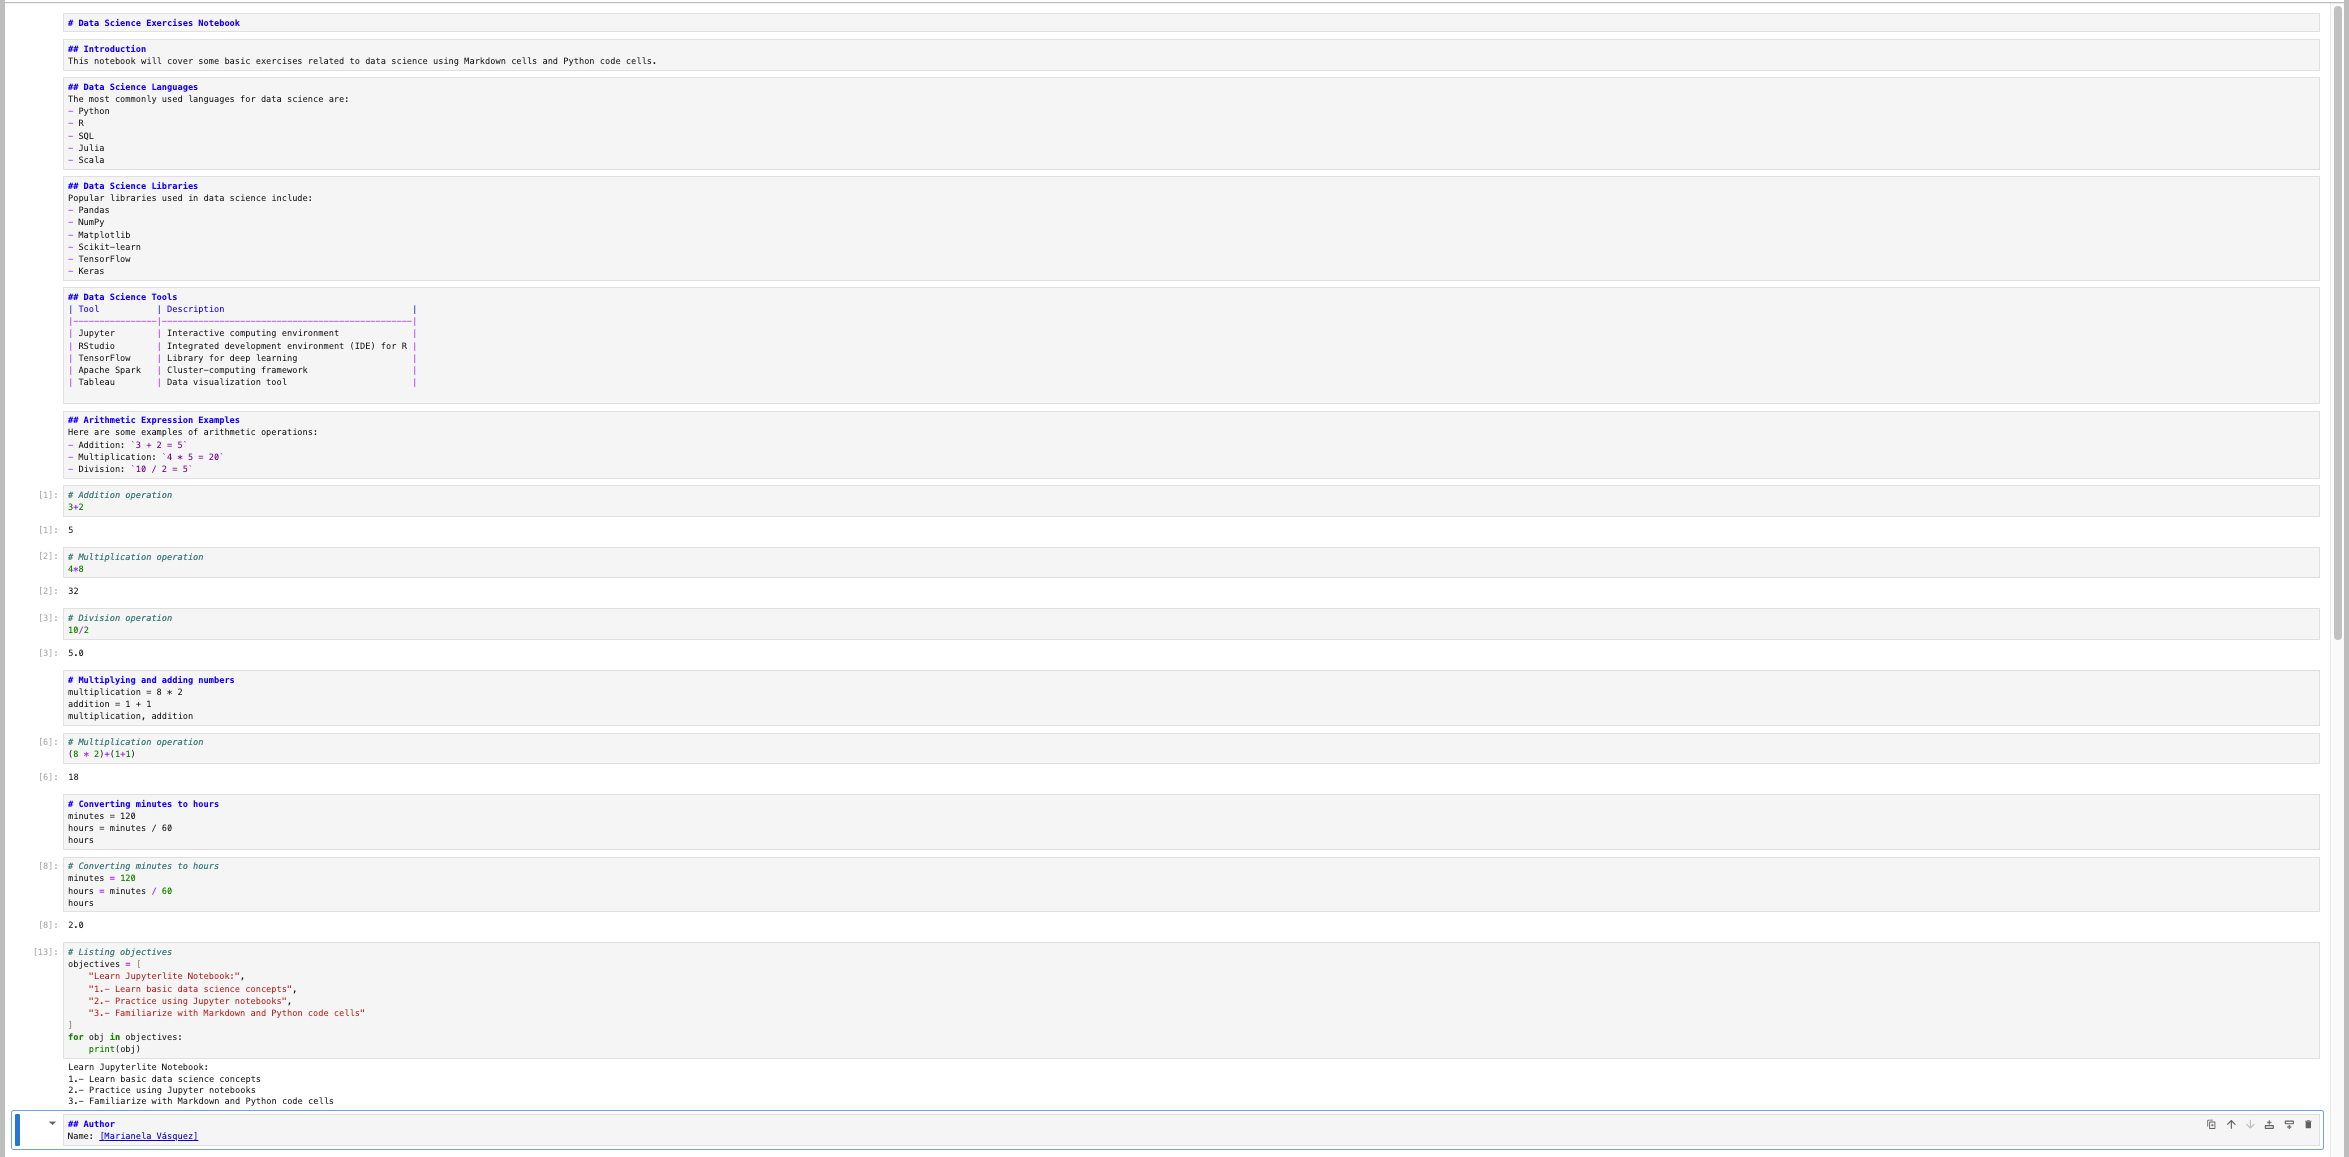 # Data Science Exercises Notebook
## Introduction
This notebook will cover some basic exercises related to data science using Markdown cells and Python code cells.
## Data Science Languages
The most commonly used languages for data science are:
- Python
- R
- SQL
- Julia
- Scala
## Data Science Libraries
Popular libraries used in data science include:
- Pandas
- NumPy
- Matplotlib
- Scikit-learn
- TensorFlow
- Keras
## Data Science Tools
| Tool           | Description                                    |
|----------------|------------------------------------------------|
| Jupyter        | Interactive computing environment              |
| RStudio        | Integrated development environment (IDE) for R |
| TensorFlow     | Library for deep learning                      |
| Apache Spark   | Cluster-computing framework                    |
| Tableau        | Data visualization tool                        |
## Arithmetic Expression Examples
Here are some examples of arithmetic operations:
- Addition: `3 + 2 = 5`
- Multiplication: `4 * 5 = 20`
- Division: `10 / 2 = 5`
[1]: # Addition operation
3+2
[1]: 5
[2]: # Multiplication operation
4*8
[2]: 32
[3]: # Division operation
10/2
[3]: 5.0
# Multiplying and adding numbers
multiplication = 8 * 2
addition = 1 + 1
multiplication, addition
[6]: # Multiplication operation
(8 * 2)+(1+1)
[6]: 18
# Converting minutes to hours
minutes = 120
hours = minutes / 60
hours
[8]: # Converting minutes to hours
minutes = 120
hours = minutes / 60
hours
[8]: 2.0
[13]: # Listing objectives
objectives = [
    "Learn Jupyterlite Notebook:",
    "1.- Learn basic data science concepts",
    "2.- Practice using Jupyter notebooks",
    "3.- Familiarize with Markdown and Python code cells"
]
for obj in objectives:
    print(obj)
Learn Jupyterlite Notebook:
1.- Learn basic data science concepts
2.- Practice using Jupyter notebooks
3.- Familiarize with Markdown and Python code cells
## Author
Name: [Marianela Vásquez]